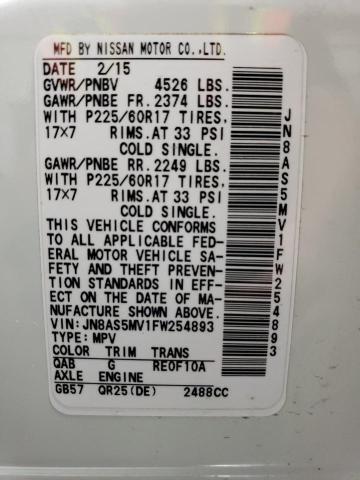 MFD BY NISSAN MOTOR CO.,LTD.
DATE 2/15
GVWR/PNBV 4526 LBS.
GAWR/PNBE FR. 2374 LBS.
WITH P225/60R17 TIRES,
17×7 RIMS.AT 33 PSI
COLD SINGLE.
GAWR/PNBE RR. 2249 LBS.
WITH P225/60R17 TIRES,
17×7 RIMS.AT 33 PSI
COLD SINGLE.
THIS VEHICLE CONFORMS
TO ALL APPLICABLE FED-
ERAL MOTOR VEHICLE SA-
FETY AND THEFT PREVEN-
TION STANDARDS IN EFF-
ECT ON THE DATE OF MA-
NUFACTURE SHOWN ABOVE.
VIN: JN8AS5MV1FW254893
TYPE: MPV
COLOR TRIM TRANS
QAB G RE0F10A
AXLE ENGINE
GB57 QR25(DE) 2488CC
JN8AS5MV1FW254893